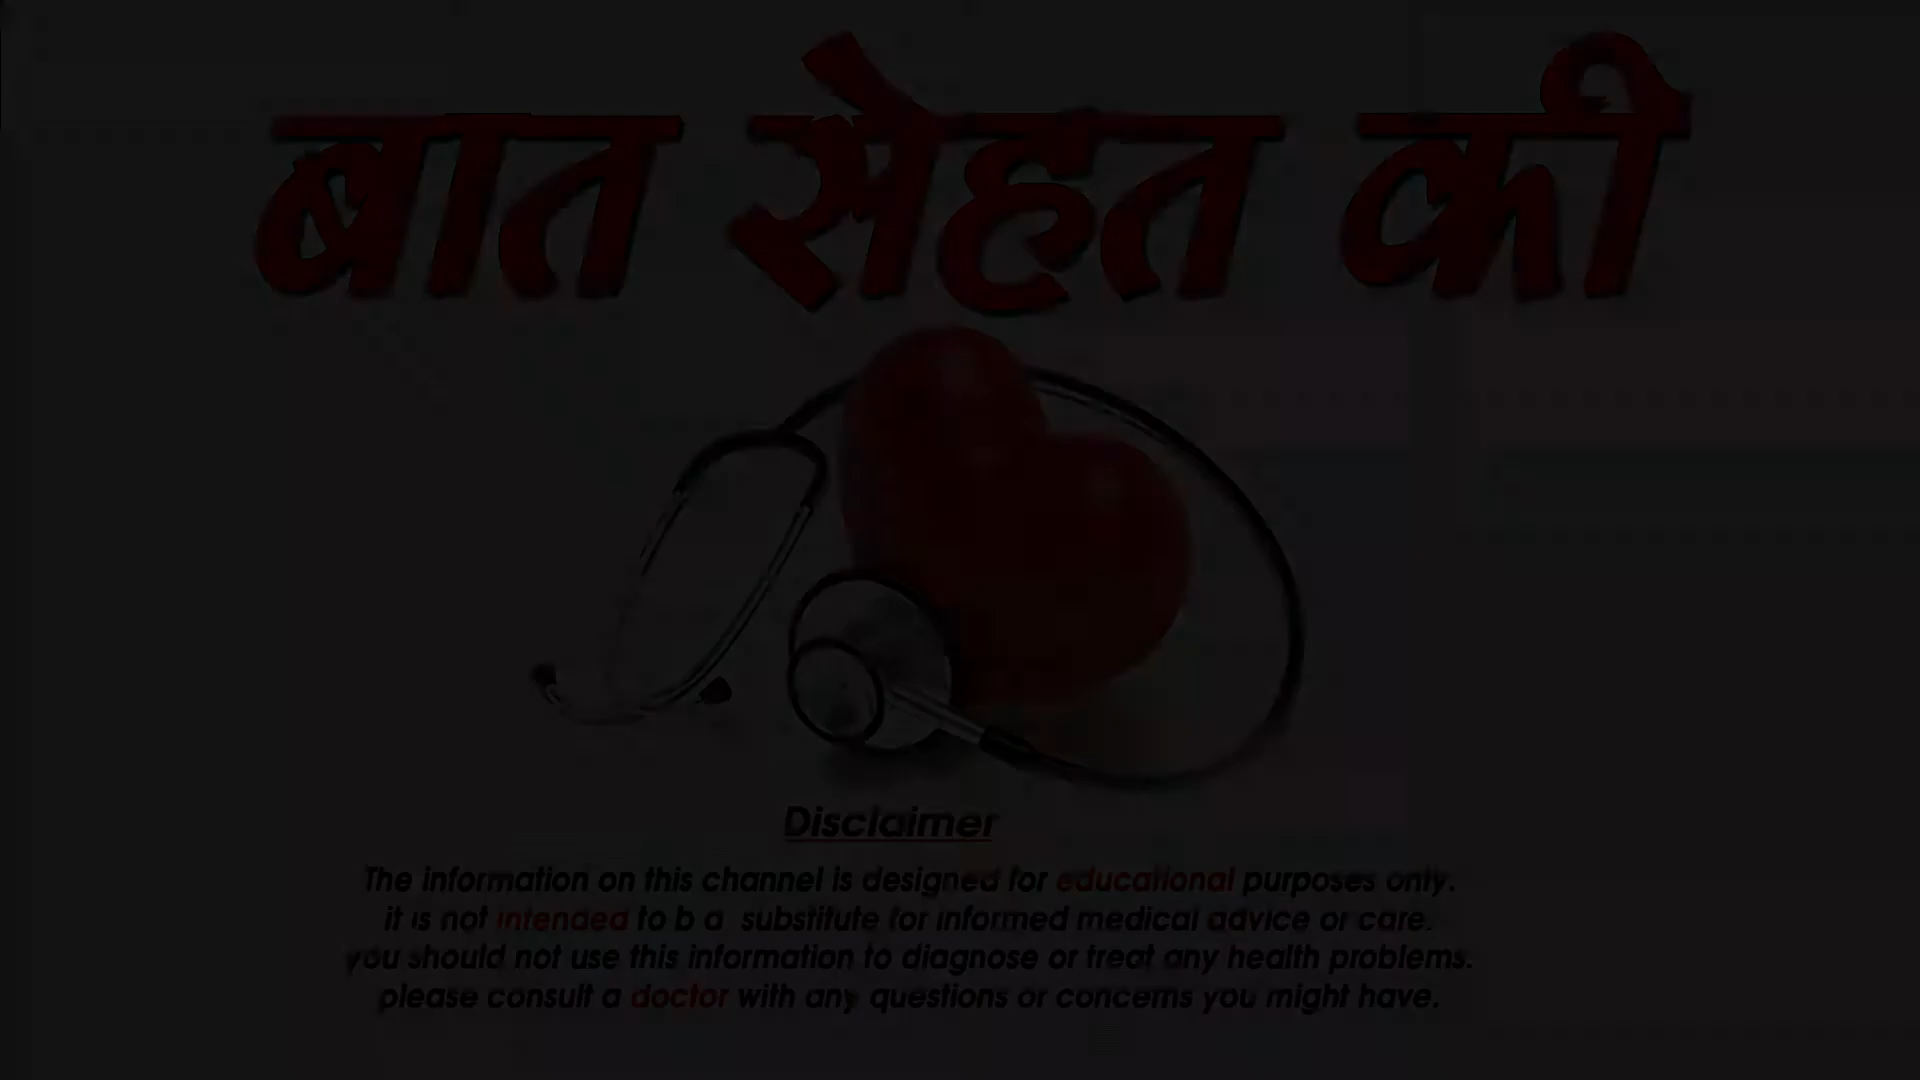 बात सेहत की
Disclaimer
The information on this channel is designed for educational purposes only.
it is not intended to b a substitute for informed medical advice or care.
you should not use this information to diagnose or treat any health problems.
please consult a doctor with any questions or concerns you might have.